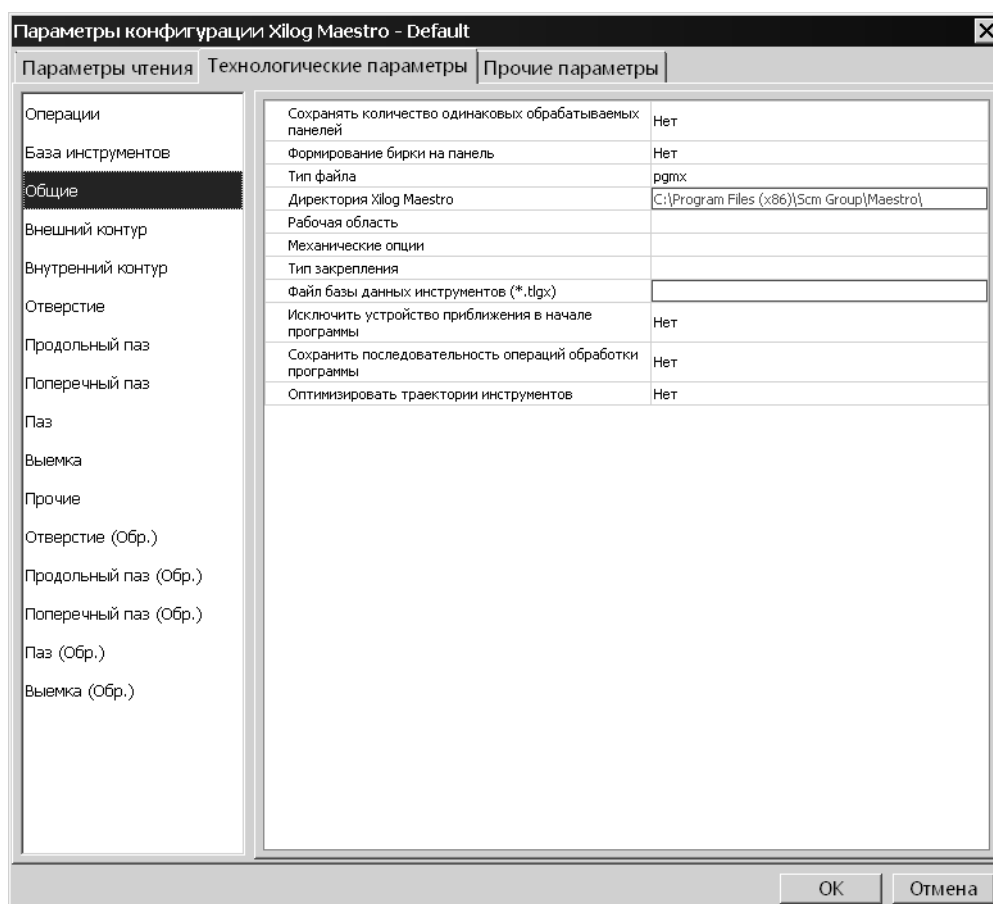 Параметры конфигурации Xilog Maestro - Default
Параметры чтения
Технологические параметры
Прочие параметры
Операции
База инструментов
Общие
Внешний контур
Внутренний контур
Отверстие
Продольный паз
Поперечный паз
Паз
Выемка
Прочие
Отверстие (Обр.)
Продольный паз (Обр.)
Поперечный паз (Обр.)
Паз (Обр.)
Выемка (Обр.)
Сохранять количество одинаковых обрабатываемых
панелей
Нет
Формирование бирки на панель
Нет
Тип файла
pgmx
Директория Xilog Maestro
C:\Program Files (x86)\Scm Group\Maestro\
Рабочая область
Механические опции
Тип закрепления
Файл базы данных инструментов (*.tlgx)
Исключить устройство приближения в начале
программы
Нет
Сохранить последовательность операций обработки
программы
Нет
Оптимизировать траектории инструментов
Нет
OK
Отмена